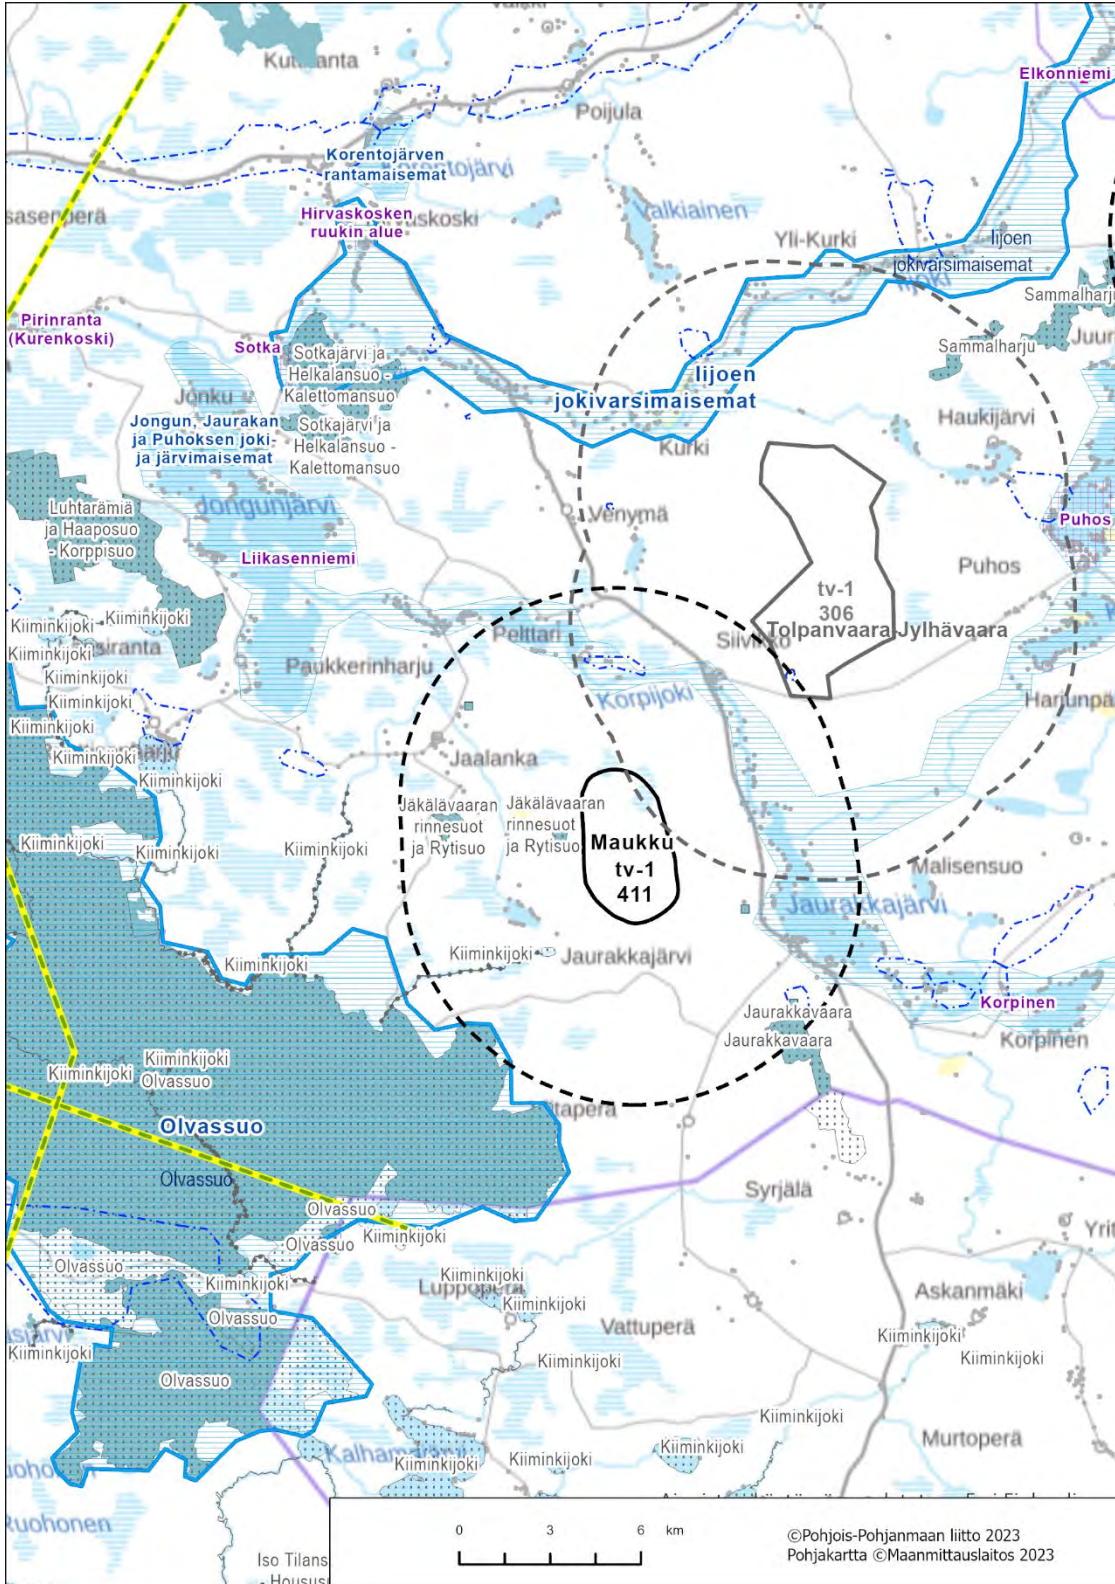 Elkonniemi
Poijula
Korentojärven
rantamaisemat
Hirvaskosken
ruukin alue
Valkiainen
Yli-Kurki
Iijoen
jokivarsimaisemat
Iijoki
Sammalharju
Pirinranta
(Kurenkoski)
Sotka
Sotkajärvi ja
Helkalansuo -
Kalettomansuo
Sammalharju
Iijoen
jokivarsimaisemat
Jonku
Jongun, Jaurakan
ja Puhoksen joki-
ja järvimaisemat
Sotkajärvi ja
Helkalansuo -
Kalettomansuo
Haukijärvi
Kurki
Luhtarämiä
ja Haaposuo
- Korppisuo
Jongunjärvi
Venymä
Puhos
Liikasenniemi
Puhos
tv-1
306
Tolpanvaara-Jylhävaara
Kiiminkijoki
Kiiminkijoki
Kiiminkijoki
Kiiminkijoki
Kiiminkijoki
Kiiminkijoki
Pelttari
Paukkerinharju
Korpijoki
Kiiminkijoki
Kiiminkijoki
Jaalanka
Jäkälävaaran
rinnesuot
ja Rytisuo
Jäkälävaaran
rinnesuot
ja Rytisuo
Maukku
tv-1
411
Kiiminkijoki
Kiiminkijoki
Kiiminkijoki
Malisensuo
Jaurakkajärvi
Kiiminkijoki
Kiiminkijoki
Jaurakkajärvi
Korpinen
Jaurakkavaara
Jaurakkavaara
Korpinen
Kiiminkijoki
Kiiminkijoki
Olvassuo
Olvassuo
Olvassuo
Syrjälä
Olvassuo
Kiiminkijoki
Olvassuo
Olvassuo
Kiiminkijoki
Kiiminkijoki
Luppoperä
Kiiminkijoki
Olvassuo
Askanmäki
Vattuperä
Kiiminkijoki
Kiiminkijoki
Kiiminkijoki
Kiiminkijoki
Olvassuo
Kiiminkijoki
Murtoperä
Kiiminkijoki
Kiiminkijoki
Kiiminkijoki
Ruohonen
0 3 6 km
©Pohjois-Pohjanmaan liitto 2023
Pohjakartta ©Maanmittauslaitos 2023
Iso Tilans